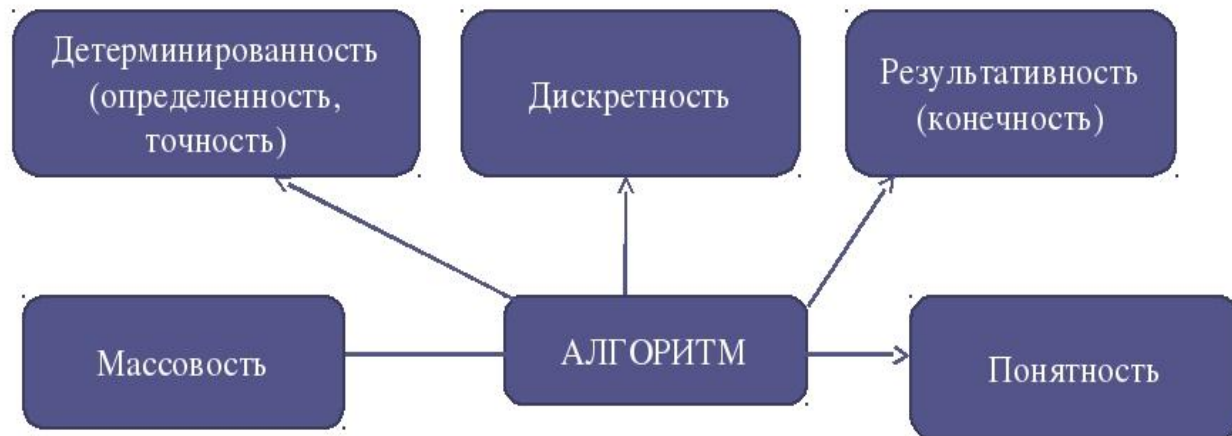 Детерминированность
(определенность,
точность)
Дискретность
Результативность
(конечность)
Массовость
АЛГОРИТМ
Понятность